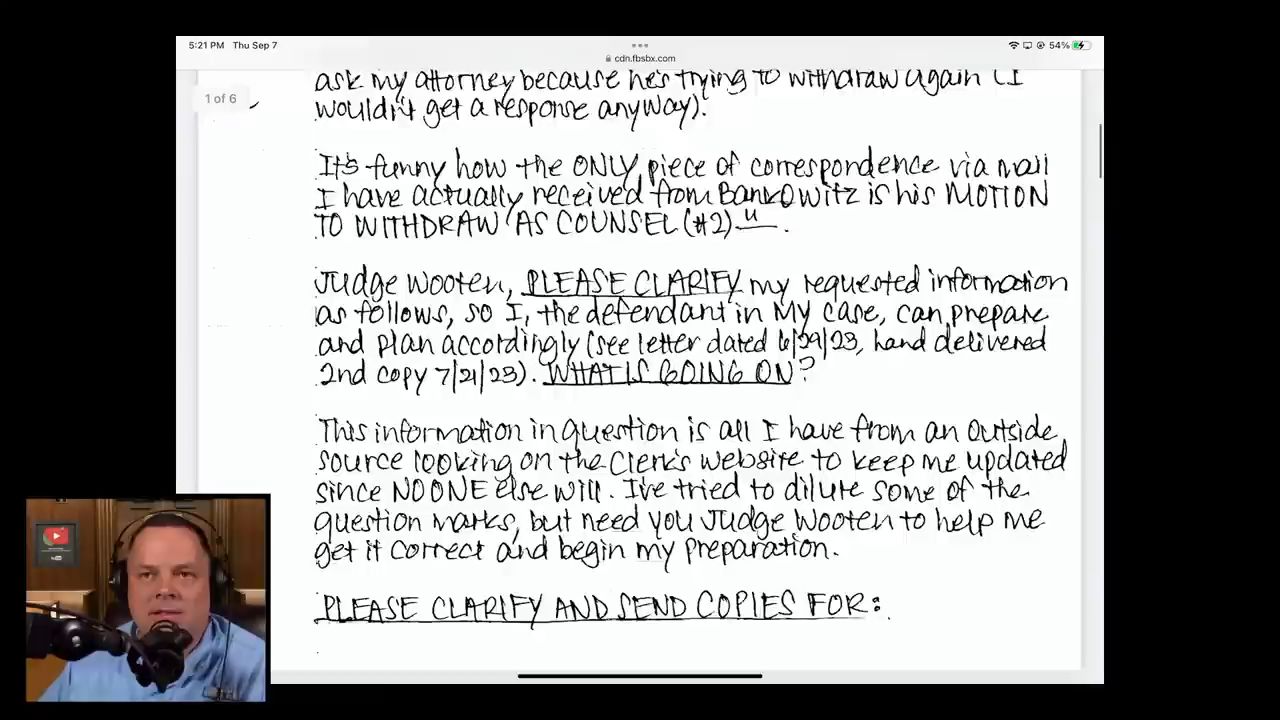 5:21 PM Thu Sep 7
54%
cdn.fbsbx.com
1 of 6
ask my attorney because he's trying to withdraw again (I
wouldn't get a response anyway).
It's funny how the ONLY piece of correspondence via mail
I have actually received from Bankowitz is his MOTION
TO WITHDRAW AS COUNSEL (#2)
Judge Wooten, PLEASE CLARIFY my requested information
as follows, so I, the defendant in My case, can prepare
and plan accordingly (see letter dated 6/29/23, hand delivered
2nd copy 7/21/23). WHAT IS GOING ON?
This information in question is all I have from an outside
source looking on the Clerk's website to keep me updated
since NO ONE else will. I've tried to dilute some of the
question marks, but need you Judge Wooten to help me
get it correct and begin my preparation.
PLEASE CLARIFY AND SEND COPIES FOR: